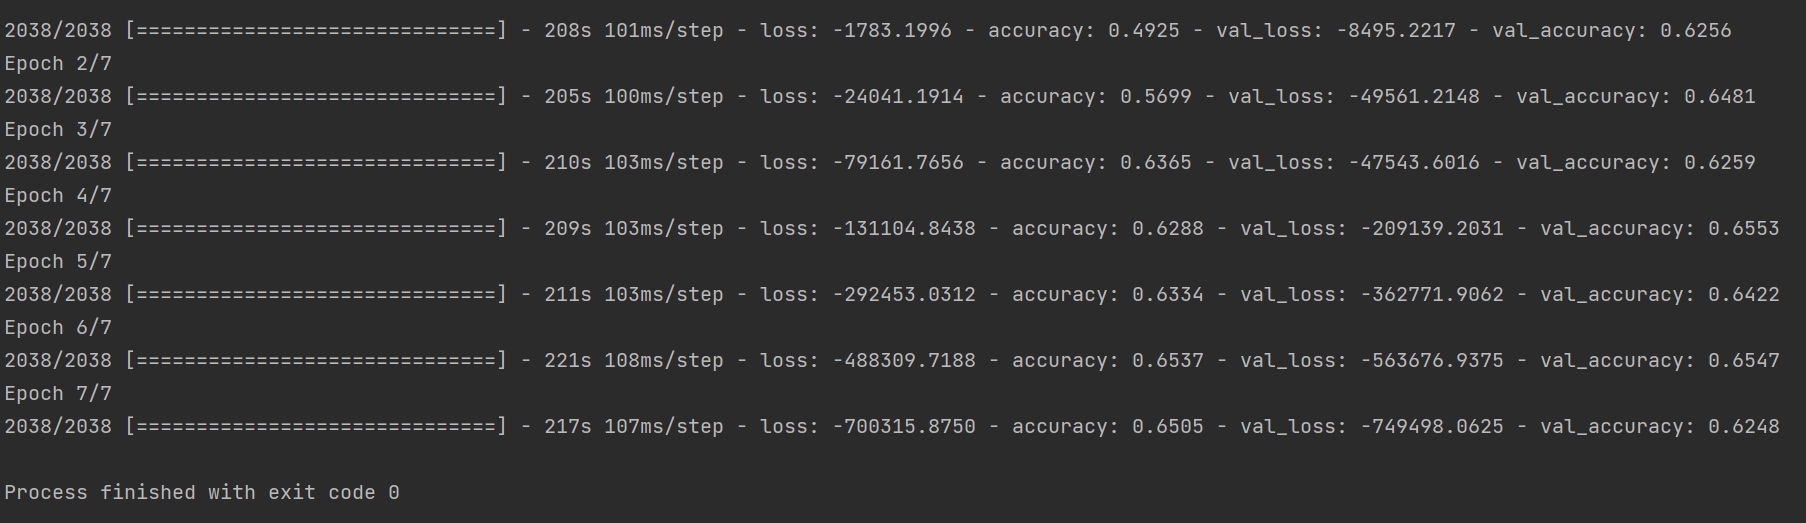 2038/2038 [==============================] - 208s 101ms/step - loss: -1783.1996 - accuracy: 0.4925 - val_loss: -8495.2217 - val_accuracy: 0.6256
Epoch 2/7
2038/2038 [==============================] - 205s 100ms/step - loss: -24041.1914 - accuracy: 0.5699 - val_loss: -49561.2148 - val_accuracy: 0.6481
Epoch 3/7
2038/2038 [==============================] - 210s 103ms/step - loss: -79161.7656 - accuracy: 0.6365 - val_loss: -47543.6016 - val_accuracy: 0.6259
Epoch 4/7
2038/2038 [==============================] - 209s 103ms/step - loss: -131104.8438 - accuracy: 0.6288 - val_loss: -209139.2031 - val_accuracy: 0.6553
Epoch 5/7
2038/2038 [==============================] - 211s 103ms/step - loss: -292453.0312 - accuracy: 0.6334 - val_loss: -362771.9062 - val_accuracy: 0.6422
Epoch 6/7
2038/2038 [==============================] - 221s 108ms/step - loss: -488309.7188 - accuracy: 0.6537 - val_loss: -563676.9375 - val_accuracy: 0.6547
Epoch 7/7
2038/2038 [==============================] - 217s 107ms/step - loss: -700315.8750 - accuracy: 0.6505 - val_loss: -749498.0625 - val_accuracy: 0.6248
Process finished with exit code 0